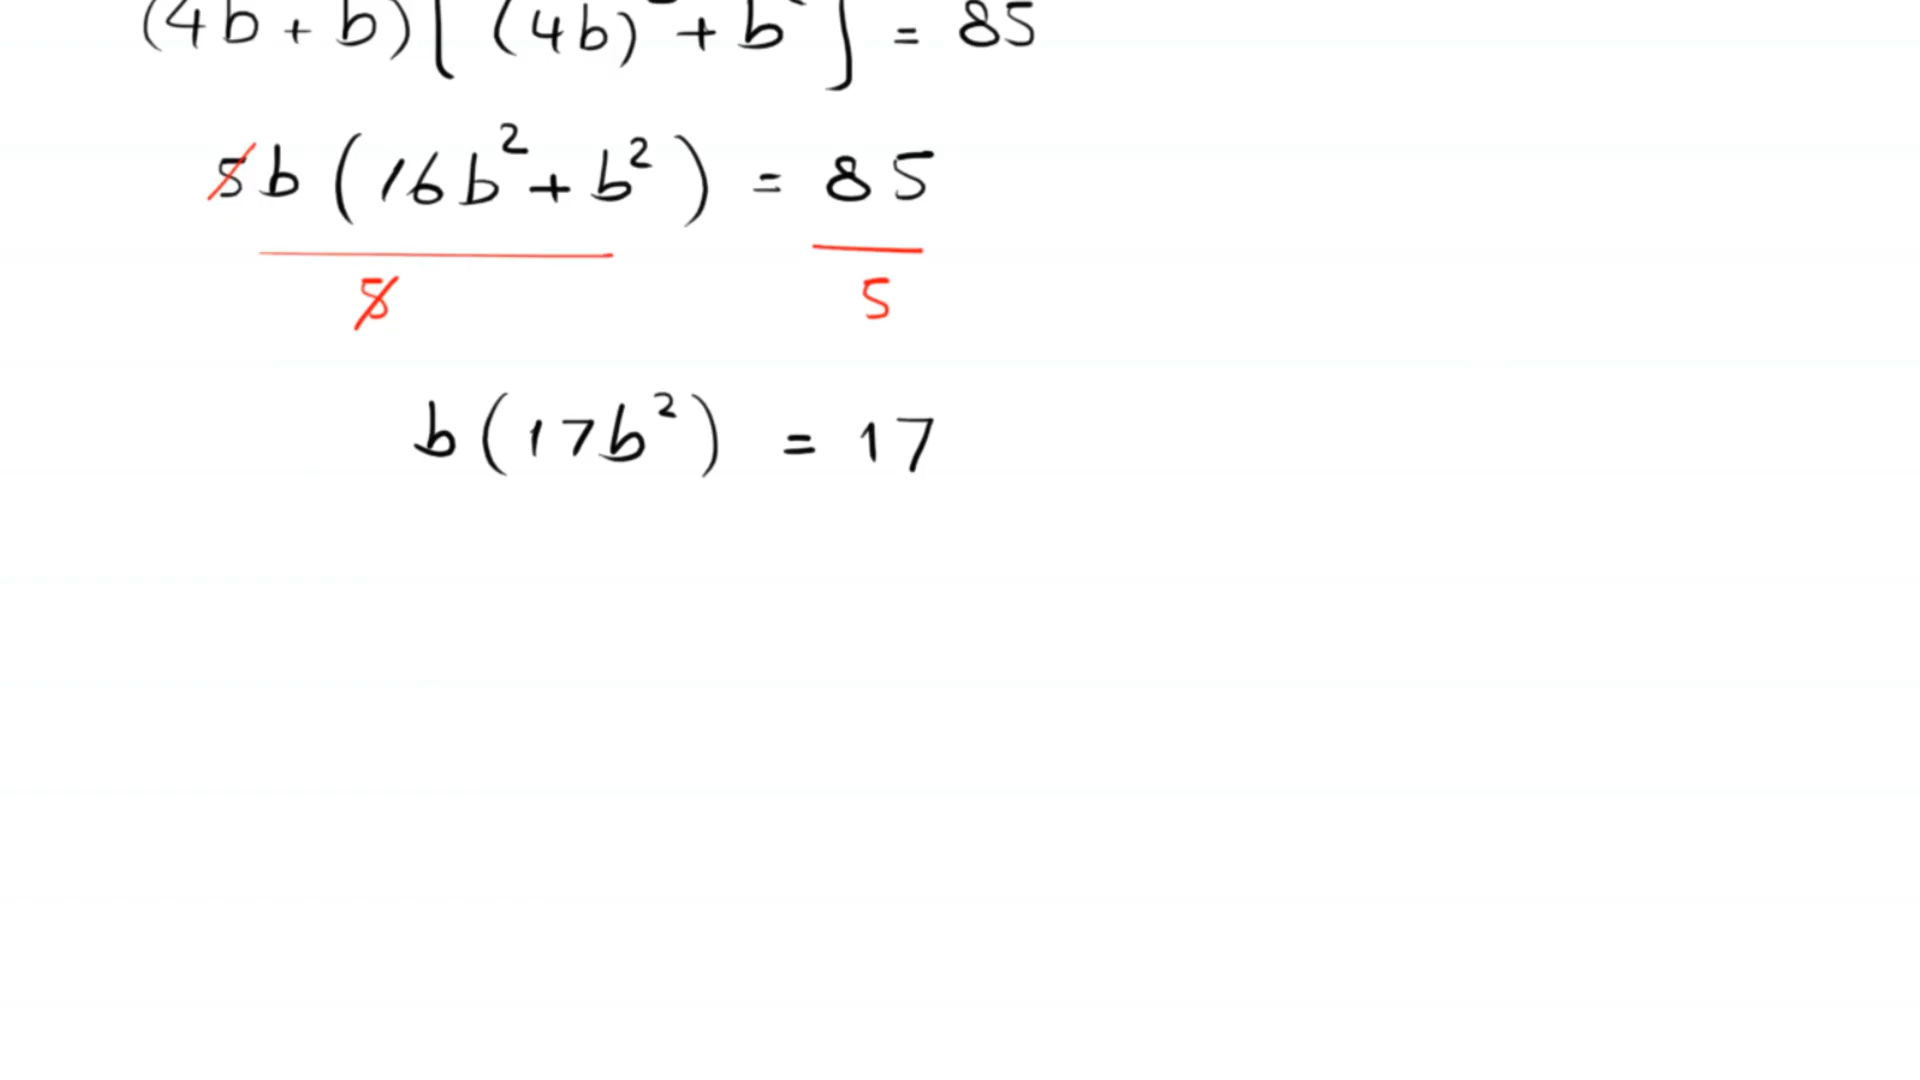 (4b + b)[(4b)² + b²] = 85
5b(16b² + b²) = 85
5 5
b(17b²) = 17